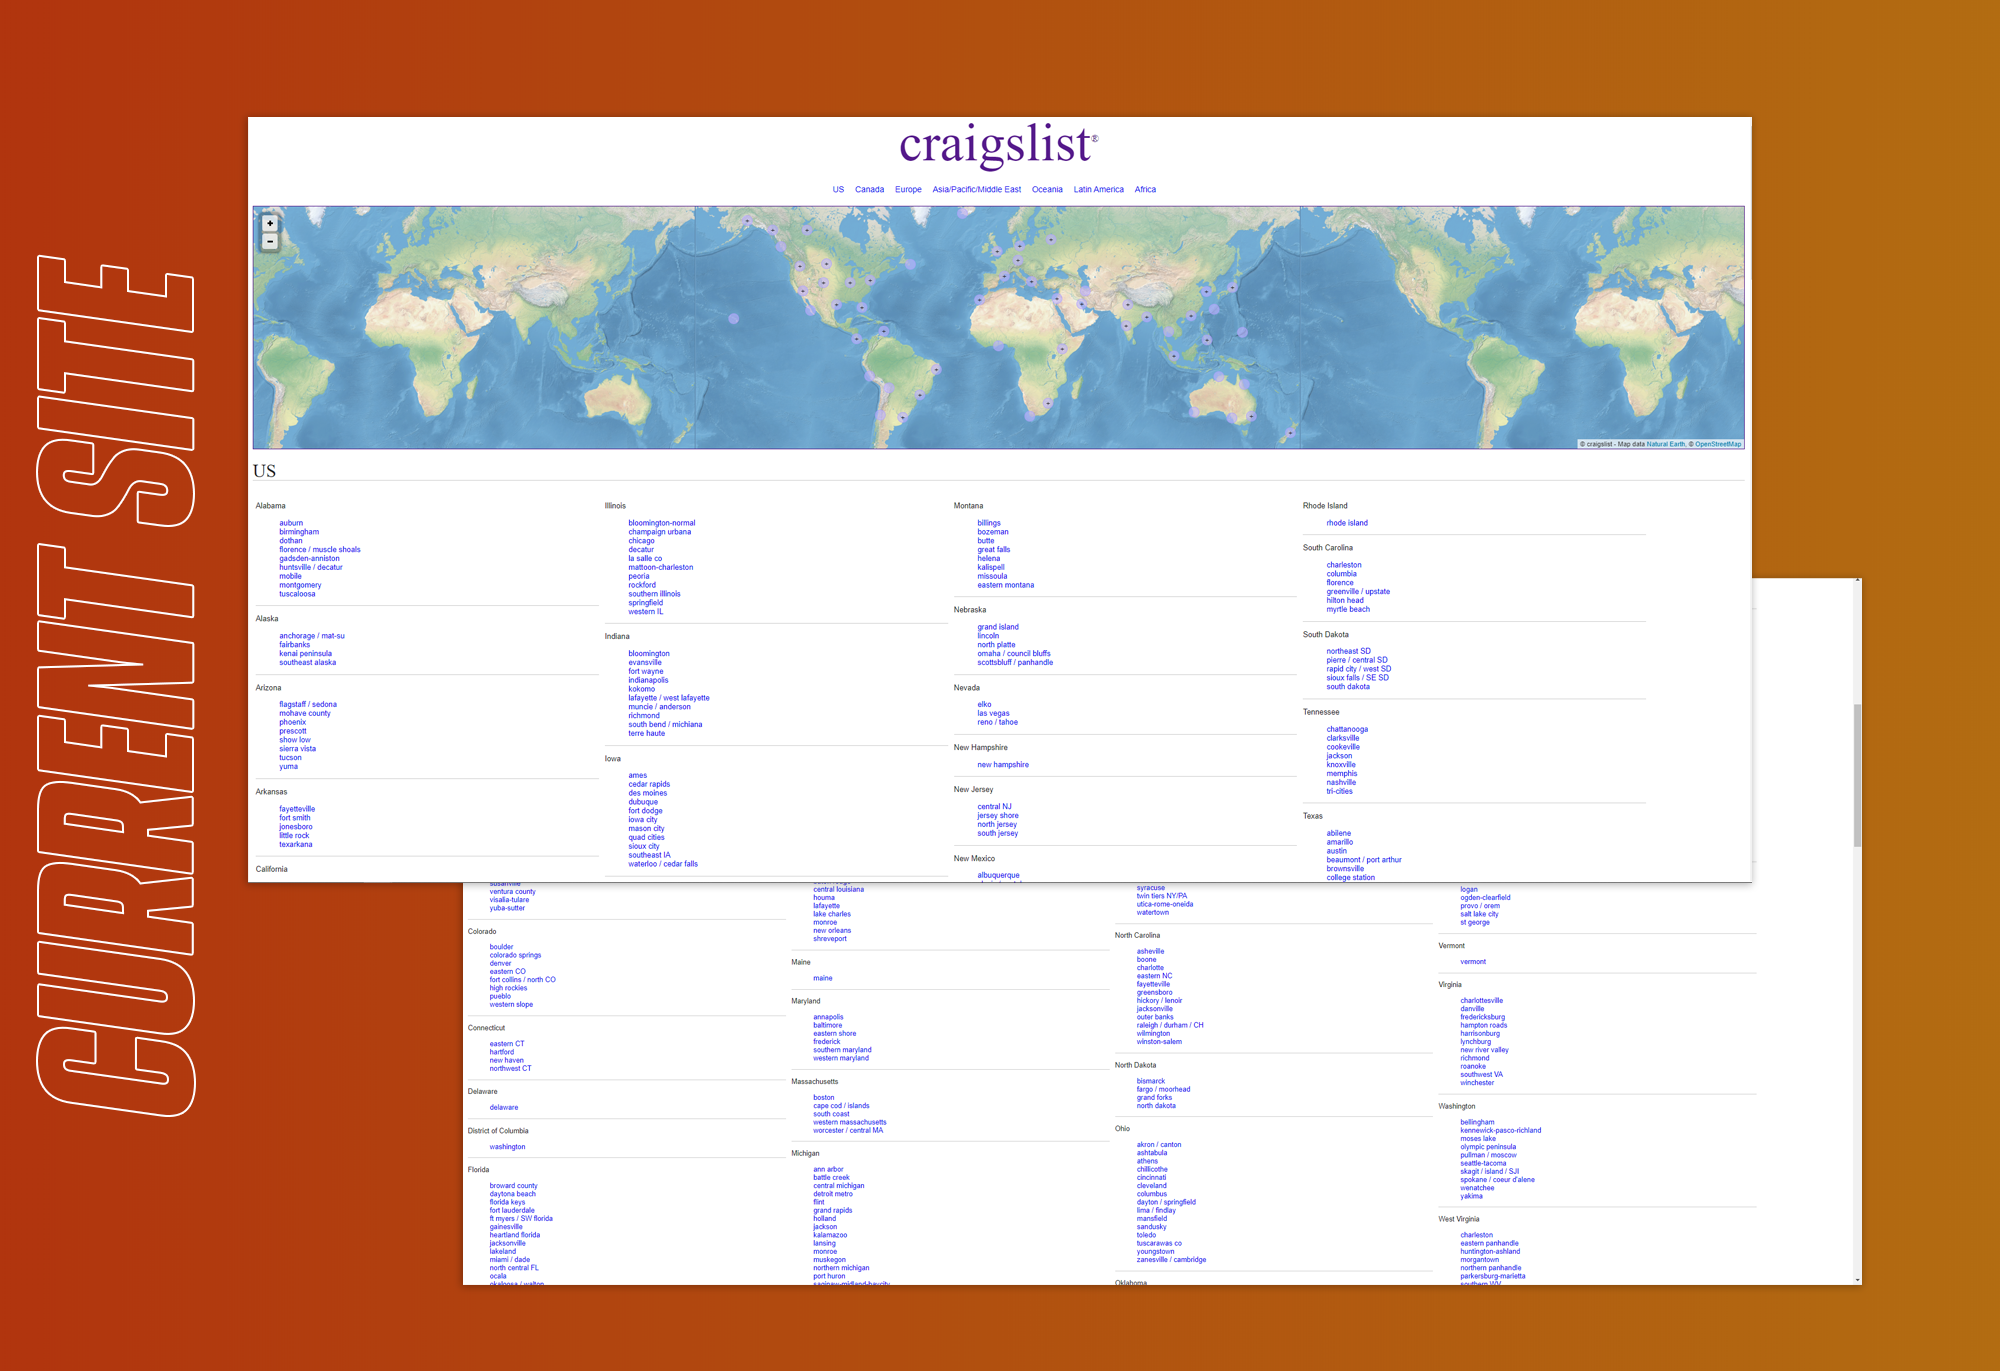 CURRENT SITE
craigslist®
US Canada Europe Asia/Pacific/Middle East Oceania Latin America Africa
+
−
© craigslist - Map data Natural Earth, © OpenStreetMap
US
Alabama
auburn
birmingham
dothan
florence / muscle shoals
gadsden-anniston
huntsville / decatur
mobile
montgomery
tuscaloosa
Alaska
anchorage / mat-su
fairbanks
kenai peninsula
southeast alaska
Arizona
flagstaff / sedona
mohave county
phoenix
prescott
show low
sierra vista
tucson
yuma
Arkansas
fayetteville
fort smith
jonesboro
little rock
texarkana
California
Illinois
bloomington-normal
champaign urbana
chicago
decatur
la salle co
mattoon-charleston
peoria
rockford
southern illinois
springfield
western IL
Indiana
bloomington
evansville
fort wayne
indianapolis
kokomo
lafayette / west lafayette
muncie / anderson
richmond
south bend / michiana
terre haute
Iowa
ames
cedar rapids
des moines
dubuque
fort dodge
iowa city
mason city
quad cities
sioux city
southeast IA
waterloo / cedar falls
Montana
billings
bozeman
butte
great falls
helena
kalispell
missoula
eastern montana
Nebraska
grand island
lincoln
north platte
omaha / council bluffs
scottsbluff / panhandle
Nevada
elko
las vegas
reno / tahoe
New Hampshire
new hampshire
New Jersey
central NJ
jersey shore
north jersey
south jersey
New Mexico
albuquerque
Rhode Island
rhode island
South Carolina
charleston
columbia
florence
greenville / upstate
hilton head
myrtle beach
South Dakota
northeast SD
pierre / central SD
rapid city / west SD
sioux falls / SE SD
south dakota
Tennessee
chattanooga
clarksville
cookeville
jackson
knoxville
memphis
nashville
tri-cities
Texas
abilene
amarillo
austin
beaumont / port arthur
brownsville
college station
susanville
ventura county
visalia-tulare
yuba-sutter
Colorado
boulder
colorado springs
denver
eastern CO
fort collins / north CO
high rockies
pueblo
western slope
Connecticut
eastern CT
hartford
new haven
northwest CT
Delaware
delaware
District of Columbia
washington
Florida
broward county
daytona beach
florida keys
fort lauderdale
ft myers / SW florida
gainesville
heartland florida
jacksonville
lakeland
miami / dade
north central FL
ocala
okaloosa / walton
central louisiana
houma
lafayette
lake charles
monroe
new orleans
shreveport
Maine
maine
Maryland
annapolis
baltimore
eastern shore
frederick
southern maryland
western maryland
Massachusetts
boston
cape cod / islands
south coast
western massachusetts
worcester / central MA
Michigan
ann arbor
battle creek
central michigan
detroit metro
flint
grand rapids
holland
jackson
kalamazoo
lansing
monroe
muskegon
northern michigan
port huron
saginaw-midland-baycity
syracuse
twin tiers NY/PA
utica-rome-oneida
watertown
North Carolina
asheville
boone
charlotte
eastern NC
fayetteville
greensboro
hickory / lenoir
jacksonville
outer banks
raleigh / durham / CH
wilmington
winston-salem
North Dakota
bismarck
fargo / moorhead
grand forks
north dakota
Ohio
akron / canton
ashtabula
athens
chillicothe
cincinnati
cleveland
columbus
dayton / springfield
lima / findlay
mansfield
sandusky
toledo
tuscarawas co
youngstown
zanesville / cambridge
Oklahoma
logan
ogden-clearfield
provo / orem
salt lake city
st george
Vermont
vermont
Virginia
charlottesville
danville
fredericksburg
hampton roads
harrisonburg
lynchburg
new river valley
richmond
roanoke
southwest VA
winchester
Washington
bellingham
kennewick-pasco-richland
moses lake
olympic peninsula
pullman / moscow
seattle-tacoma
skagit / island / SJI
spokane / coeur d'alene
wenatchee
yakima
West Virginia
charleston
eastern panhandle
huntington-ashland
morgantown
northern panhandle
parkersburg-marietta
southern WV